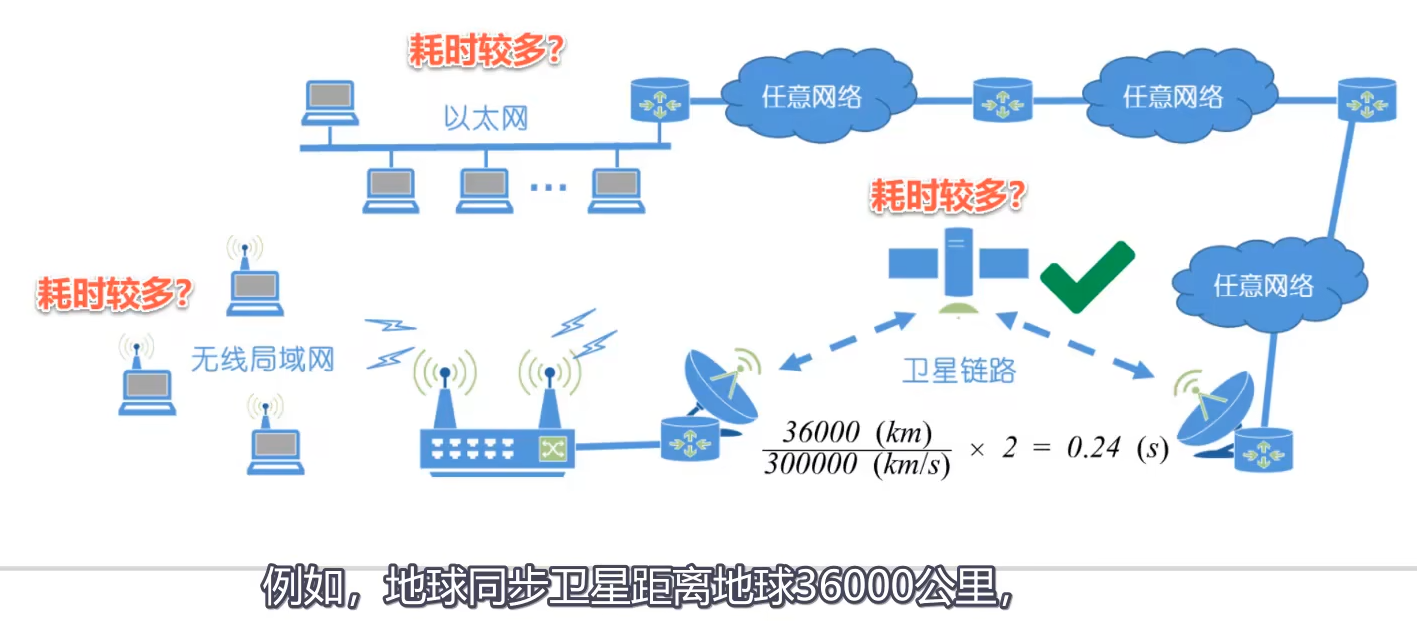 耗时较多?
以太网
任意网络
任意网络
耗时较多?
耗时较多?
任意网络
无线局域网
卫星链路
36000 (km)
300000 (km/s)
× 2 = 0.24 (s)
例如，地球同步卫星距离地球36000公里，